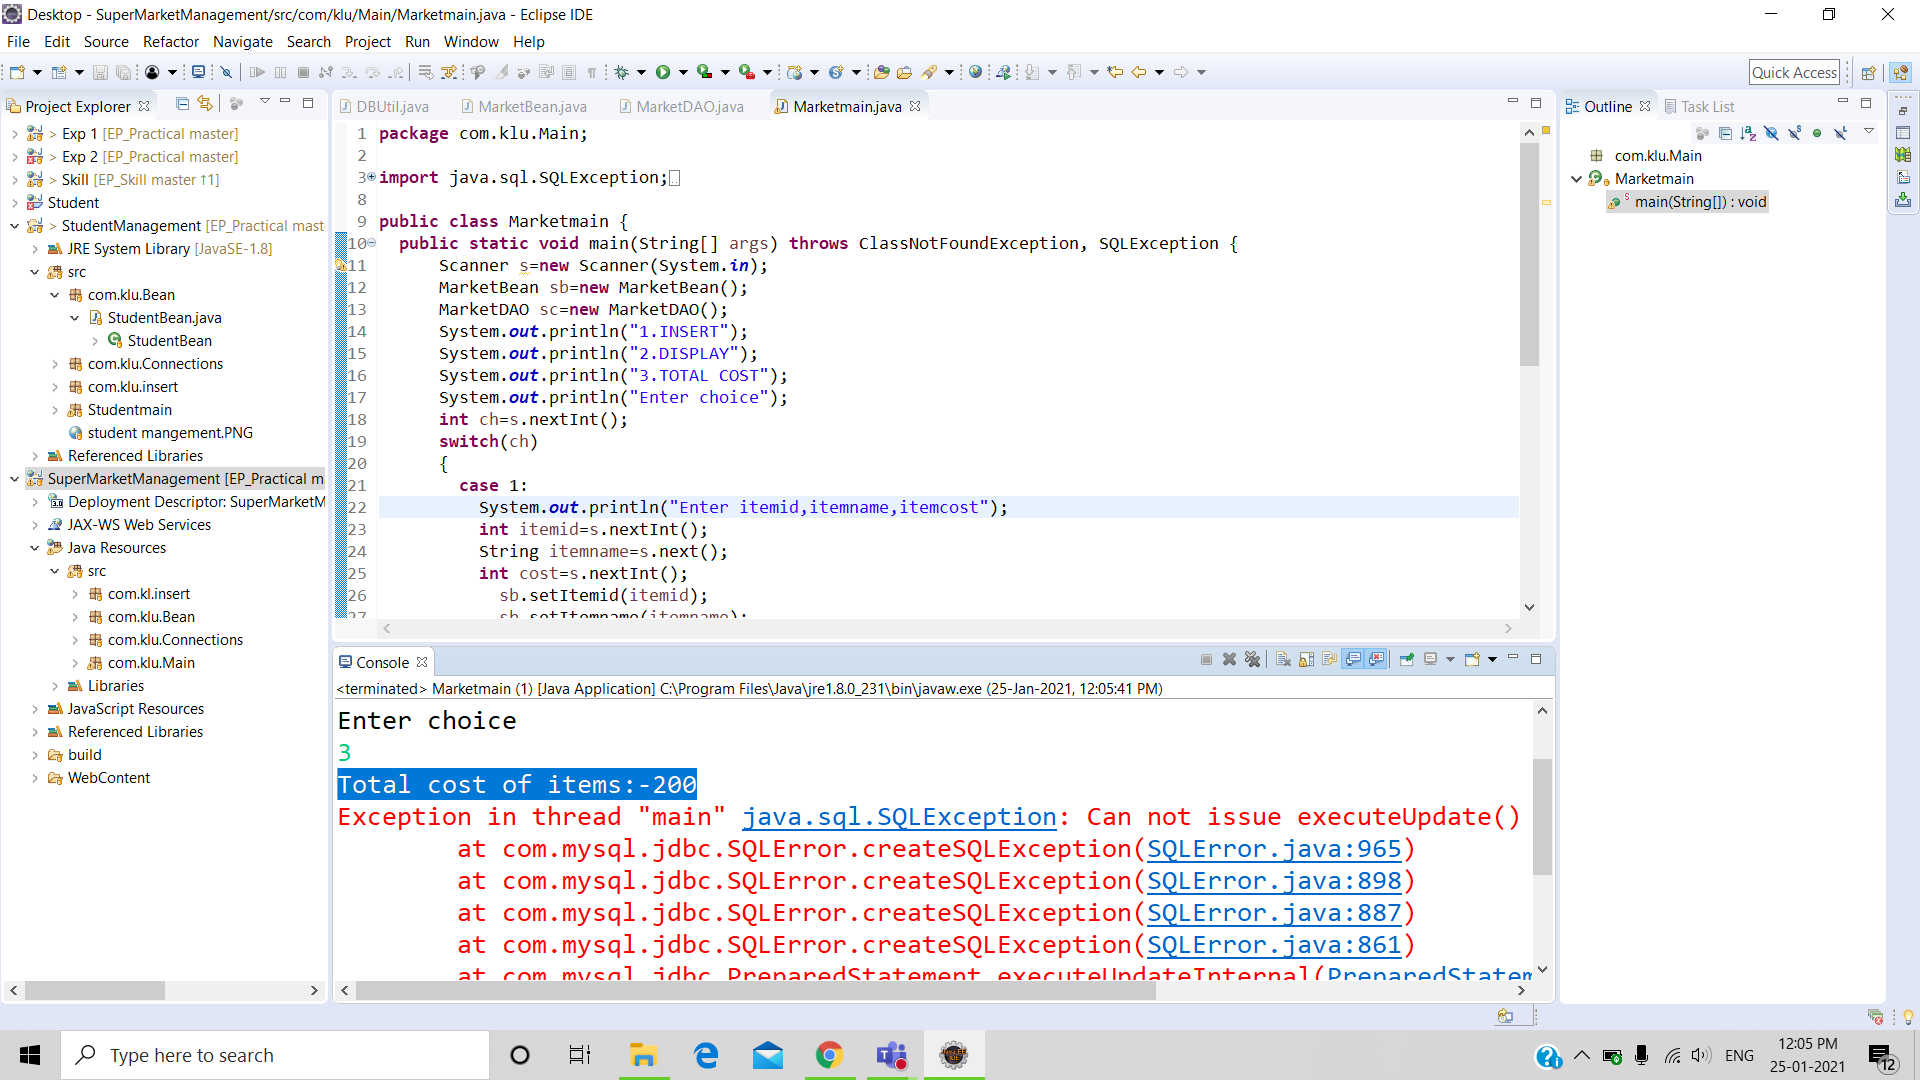 Desktop - SuperMarketManagement/src/com/klu/Main/Marketmain.java - Eclipse IDE
File Edit Source Refactor Navigate Search Project Run Window Help
Quick Access
Project Explorer
> Exp 1 [EP_Practical master]
> Exp 2 [EP_Practical master]
> Skill [EP_Skill master ↑1]
Student
> StudentManagement [EP_Practical mast
JRE System Library [JavaSE-1.8]
src
com.klu.Bean
StudentBean.java
StudentBean
com.klu.Connections
com.klu.insert
Studentmain
student mangement.PNG
Referenced Libraries
SuperMarketManagement [EP_Practical m
Deployment Descriptor: SuperMarketM
JAX-WS Web Services
Java Resources
src
com.kl.insert
com.klu.Bean
com.klu.Connections
com.klu.Main
Libraries
JavaScript Resources
Referenced Libraries
build
WebContent
DBUtil.java MarketBean.java MarketDAO.java Marketmain.java
1 package com.klu.Main;
2
3 import java.sql.SQLException;
8
9 public class Marketmain {
10 public static void main(String[] args) throws ClassNotFoundException, SQLException {
11 Scanner s=new Scanner(System.in);
12 MarketBean sb=new MarketBean();
13 MarketDAO sc=new MarketDAO();
14 System.out.println("1.INSERT");
15 System.out.println("2.DISPLAY");
16 System.out.println("3.TOTAL COST");
17 System.out.println("Enter choice");
18 int ch=s.nextInt();
19 switch(ch)
20 {
21 case 1:
22 System.out.println("Enter itemid,itemname,itemcost");
23 int itemid=s.nextInt();
24 String itemname=s.next();
25 int cost=s.nextInt();
26 sb.setItemid(itemid);
27 sb.setItemname(itemname);
Console
<terminated> Marketmain (1) [Java Application] C:\Program Files\Java\jre1.8.0_231\bin\javaw.exe (25-Jan-2021, 12:05:41 PM)
Enter choice
3
Total cost of items:-200
Exception in thread "main" java.sql.SQLException: Can not issue executeUpdate()
at com.mysql.jdbc.SQLError.createSQLException(SQLError.java:965)
at com.mysql.jdbc.SQLError.createSQLException(SQLError.java:898)
at com.mysql.jdbc.SQLError.createSQLException(SQLError.java:887)
at com.mysql.jdbc.SQLError.createSQLException(SQLError.java:861)
at com.mysql.jdbc.PreparedStatement.executeUpdateInternal(PreparedStatem
Outline Task List
com.klu.Main
Marketmain
main(String[]) : void
Type here to search
ENG
12:05 PM
25-01-2021
12